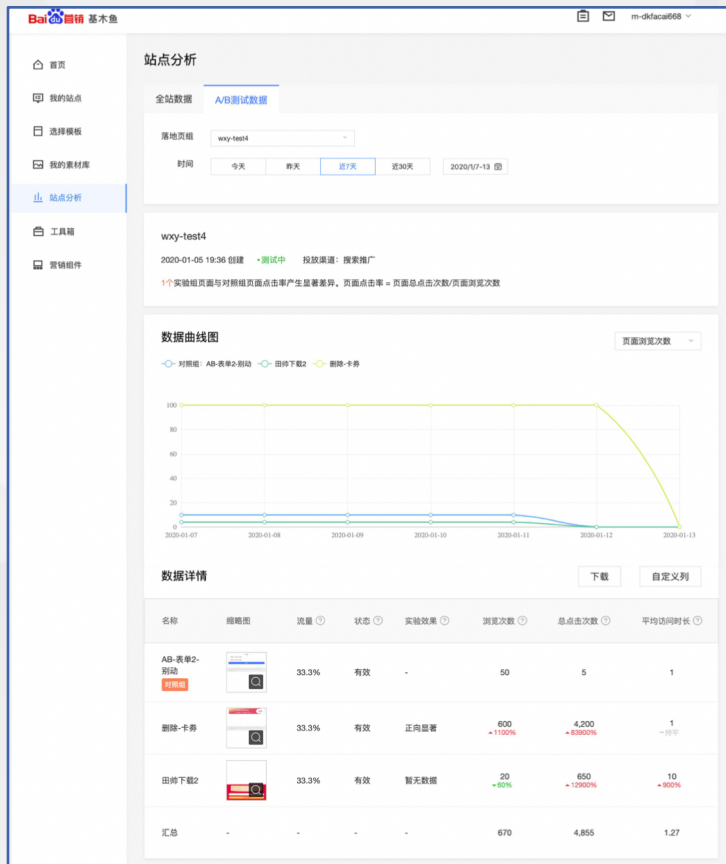 Bai du 营销 基木鱼
m-dkfacai668
首页
我的站点
选择模板
我的素材库
站点分析
工具箱
营销组件
站点分析
全站数据 A/B测试数据
落地页组 wxy-test4
时间 今天 昨天 近7天 近30天 2020/1/7-13
wxy-test4
2020-01-05 19:36 创建 •测试中 投放渠道：搜索推广
1个实验组页面与对照组页面点击率产生显著差异。页面点击率 = 页面总点击次数/页面浏览次数
数据曲线图
页面浏览次数
对照组：AB-表单2-别动 田帅下载2 删除-卡券
100
80
60
40
20
0
2020-01-07 2020-01-08 2020-01-09 2020-01-10 2020-01-11 2020-01-12 2020-01-13
数据详情 下载 自定义列
名称 缩略图 流量 状态 实验效果 浏览次数 总点击次数 平均访问时长
AB-表单2-
别动
对照组
33.3% 有效 - 50 5 1
删除-卡券 33.3% 有效 正向显著 600 4,200 1
1100% 83900% 持平
田帅下载2 33.3% 有效 暂无数据 20 650 10
60% 12900% 900%
汇总 - - - - 670 4,855 1.27